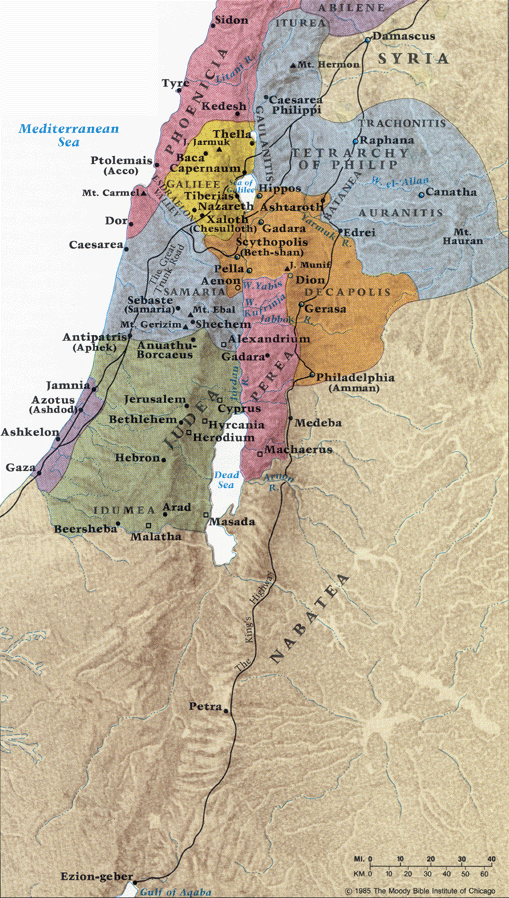 ABILENE
Sidon
ITUREA
Damascus
SYRIA
PHOENICIA
Litani R.
Mt. Hermon
Tyre
Caesarea
Philippi
Kedesh
GAULANITIS
TRACHONITIS
Mediterranean
Sea
Thella
J. Jarmuk
Raphana
Baca
TETRARCHY
OF PHILIP
Ptolemais
(Acco)
Capernaum
BATANEA
W. el-Allan
Mt. Carmel
GALILEE
Sea of
Galilee
Hippos
Canatha
Tiberias
Ashtaroth
Nazareth
AURANITIS
VALLEY
Dor
Xaloth
(Chesulloth)
Gadara
Yarmuk R.
Edrei
Mt.
Hauran
Caesarea
Scythopolis
(Beth-shan)
The Great
Trunk Road
Pella
J. Munif
Dion
Aenon
W. Yabis
SAMARIA
DECAPOLIS
Sebaste
(Samaria)
W.
Kufrinja
Mt. Ebal
Gerasa
Jabbok R.
Mt. Gerizim
Shechem
Antipatris
(Aphek)
Anuathu-
Borcaeus
Alexandrium
Gadara
PEREA
Jordan
R.
Philadelphia
(Amman)
Jamnia
Azotus
(Ashdod)
Jerusalem
JUDEA
Cyprus
Bethlehem
Hyrcania
Medeba
Ashkelon
Herodium
Machaerus
Hebron
Gaza
Dead
Sea
Arnon
R.
IDUMEA
Arad
Beersheba
Malatha
Masada
NABATEA
The King's Highway
Petra
MI. 0 10 20 30 40
KM. 0 10 20 30 40 50 60
Ezion-geber
Gulf of Aqaba
© 1985 The Moody Bible Institute of Chicago